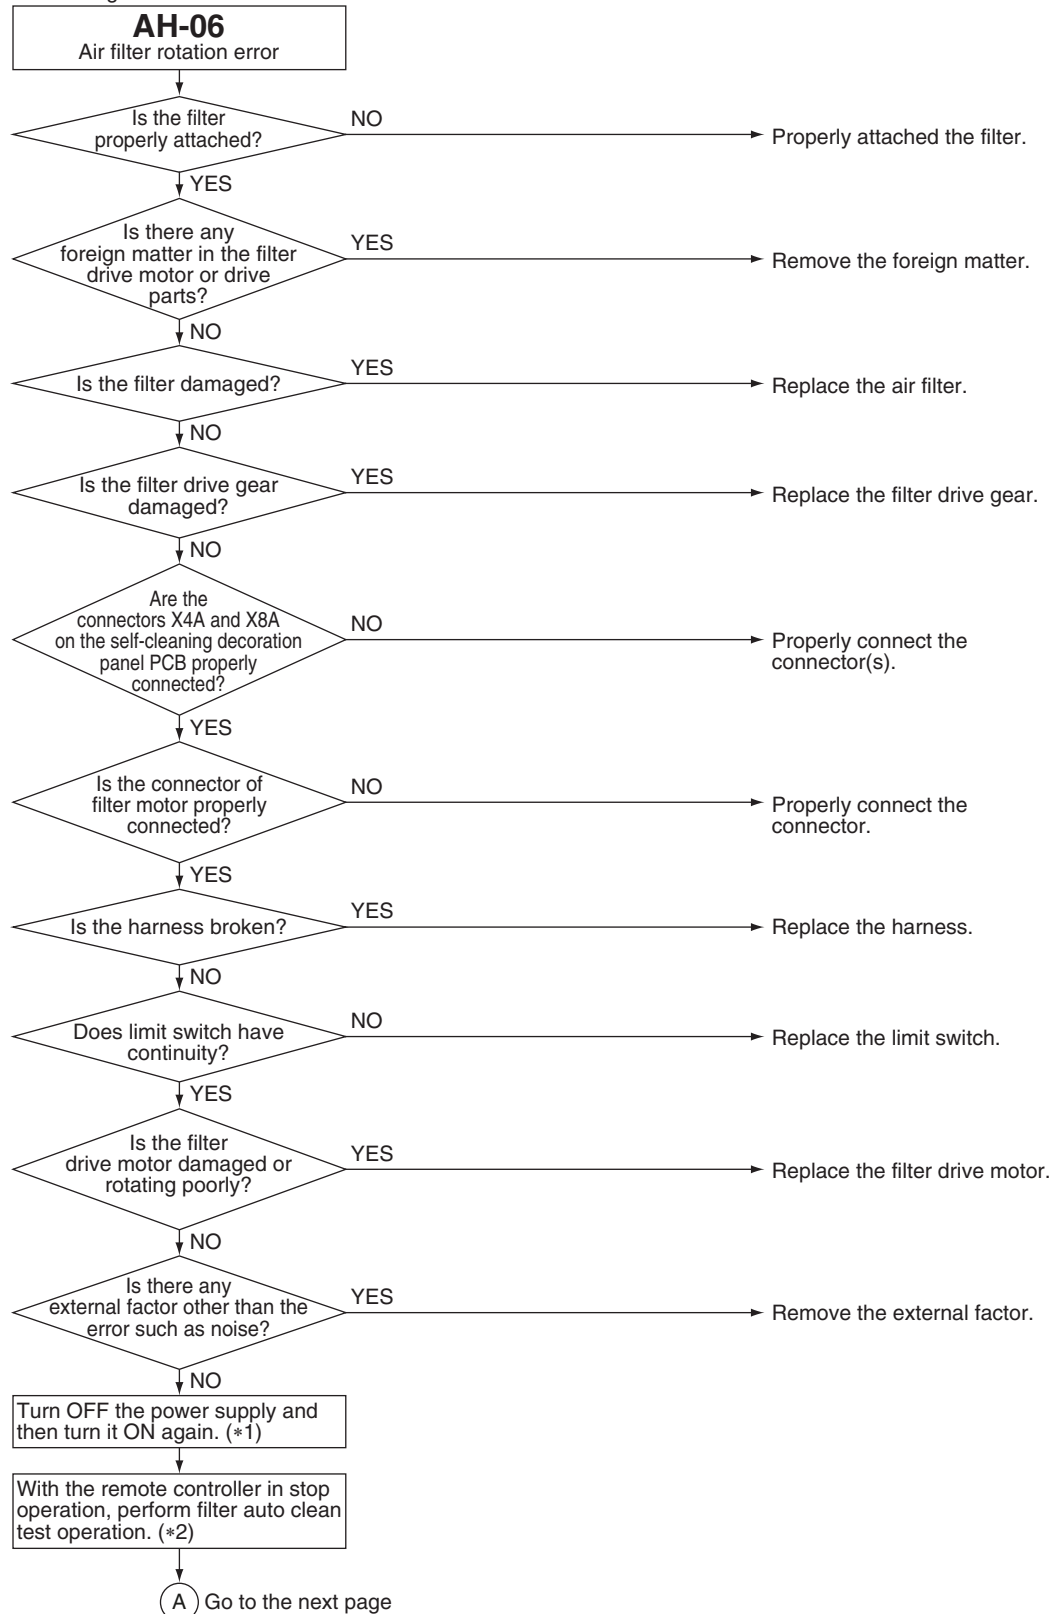 AH-06
Air filter rotation error
Is the filter
properly attached?
NO
Properly attached the filter.
YES
Is there any
foreign matter in the filter
drive motor or drive
parts?
YES
Remove the foreign matter.
NO
Is the filter damaged?
YES
Replace the air filter.
NO
Is the filter drive gear
damaged?
YES
Replace the filter drive gear.
NO
Are the
connectors X4A and X8A
on the self-cleaning decoration
panel PCB properly
connected?
NO
Properly connect the
connector(s).
YES
Is the connector of
filter motor properly
connected?
NO
Properly connect the
connector.
YES
Is the harness broken?
YES
Replace the harness.
NO
Does limit switch have
continuity?
NO
Replace the limit switch.
YES
Is the filter
drive motor damaged or
rotating poorly?
YES
Replace the filter drive motor.
NO
Is there any
external factor other than the
error such as noise?
YES
Remove the external factor.
NO
Turn OFF the power supply and
then turn it ON again. (*1)
With the remote controller in stop
operation, perform filter auto clean
test operation. (*2)
A Go to the next page